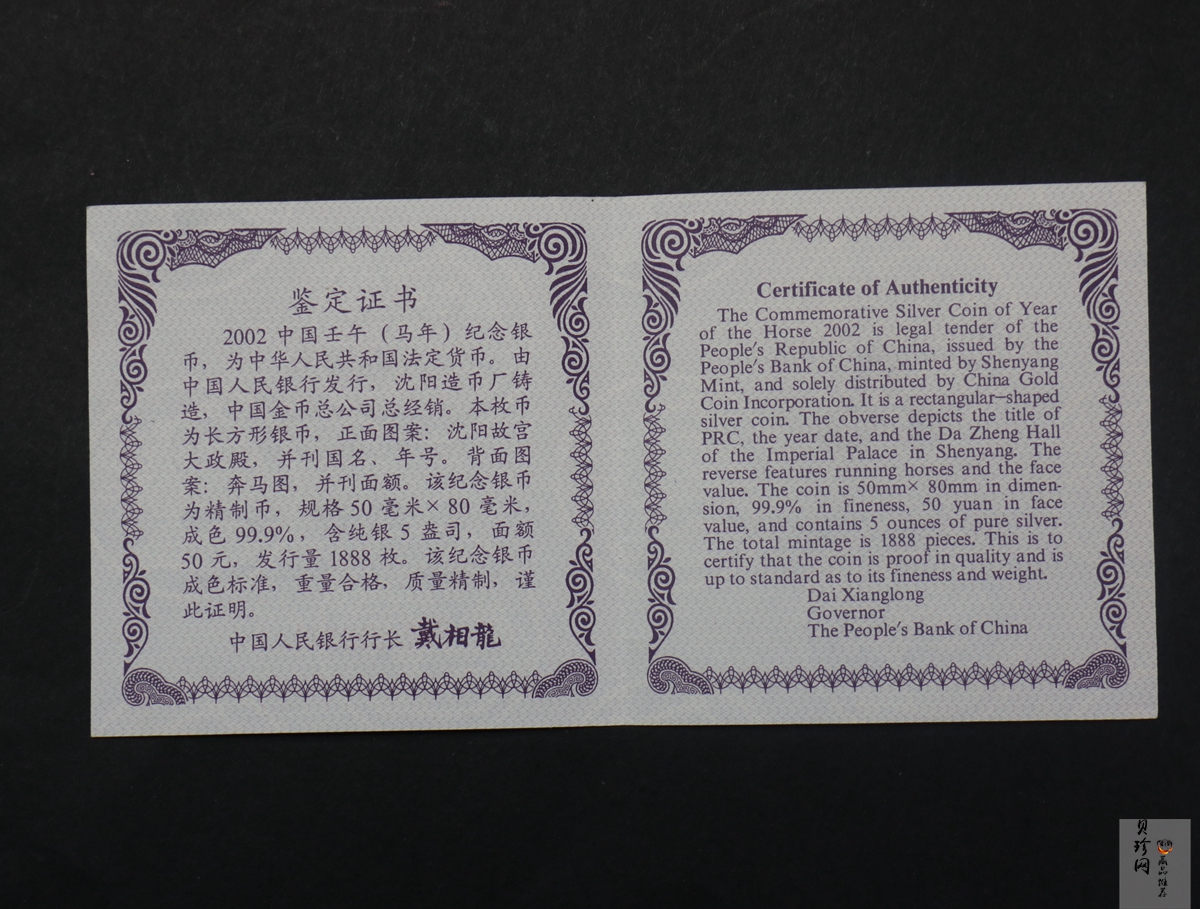 鉴定证书
2002 中国壬午（马年）纪念银
币，为中华人民共和国法定货币。由
中国人民银行发行，沈阳造币厂铸
造，中国金币总公司总经销。本枚币
为长方形银币，正面图案：沈阳故宫
大政殿，并刊国名、年号。背面图
案：奔马图，并刊面额。该纪念银币
为精制币，规格 50 毫米× 80 毫米，
成色 99.9%，含纯银 5 盎司，面额
50 元，发行量 1888 枚。该纪念银币
成色标准，重量合格，质量精制，谨
此证明。
中国人民银行行长 戴相龍
Certificate of Authenticity
The Commemorative Silver Coin of Year
of the Horse 2002 is legal tender of the
People's Republic of China, issued by the
People's Bank of China, minted by Shenyang
Mint, and solely distributed by China Gold
Coin Incorporation. It is a rectangular-shaped
silver coin. The obverse depicts the title of
PRC, the year date, and the Da Zheng Hall
of the Imperial Palace in Shenyang. The
reverse features running horses and the face
value. The coin is 50mm× 80mm in dimen-
sion, 99.9% in fineness, 50 yuan in face
value, and contains 5 ounces of pure silver.
The total mintage is 1888 pieces. This is to
certify that the coin is proof in quality and is
up to standard as to its fineness and weight.
Dai Xianglong
Governor
The People's Bank of China
贝珍网
藏品推荐